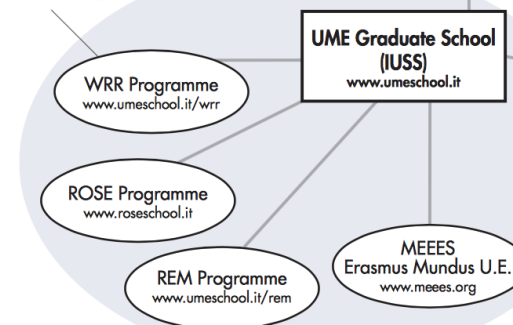 UME Graduate School
(IUSS)
www.umeschool.it
WRR Programme
www.umeschool.it/wrr
ROSE Programme
www.roseschool.it
REM Programme
www.umeschool.it/rem
MEEES
Erasmus Mundus U.E.
www.meees.org